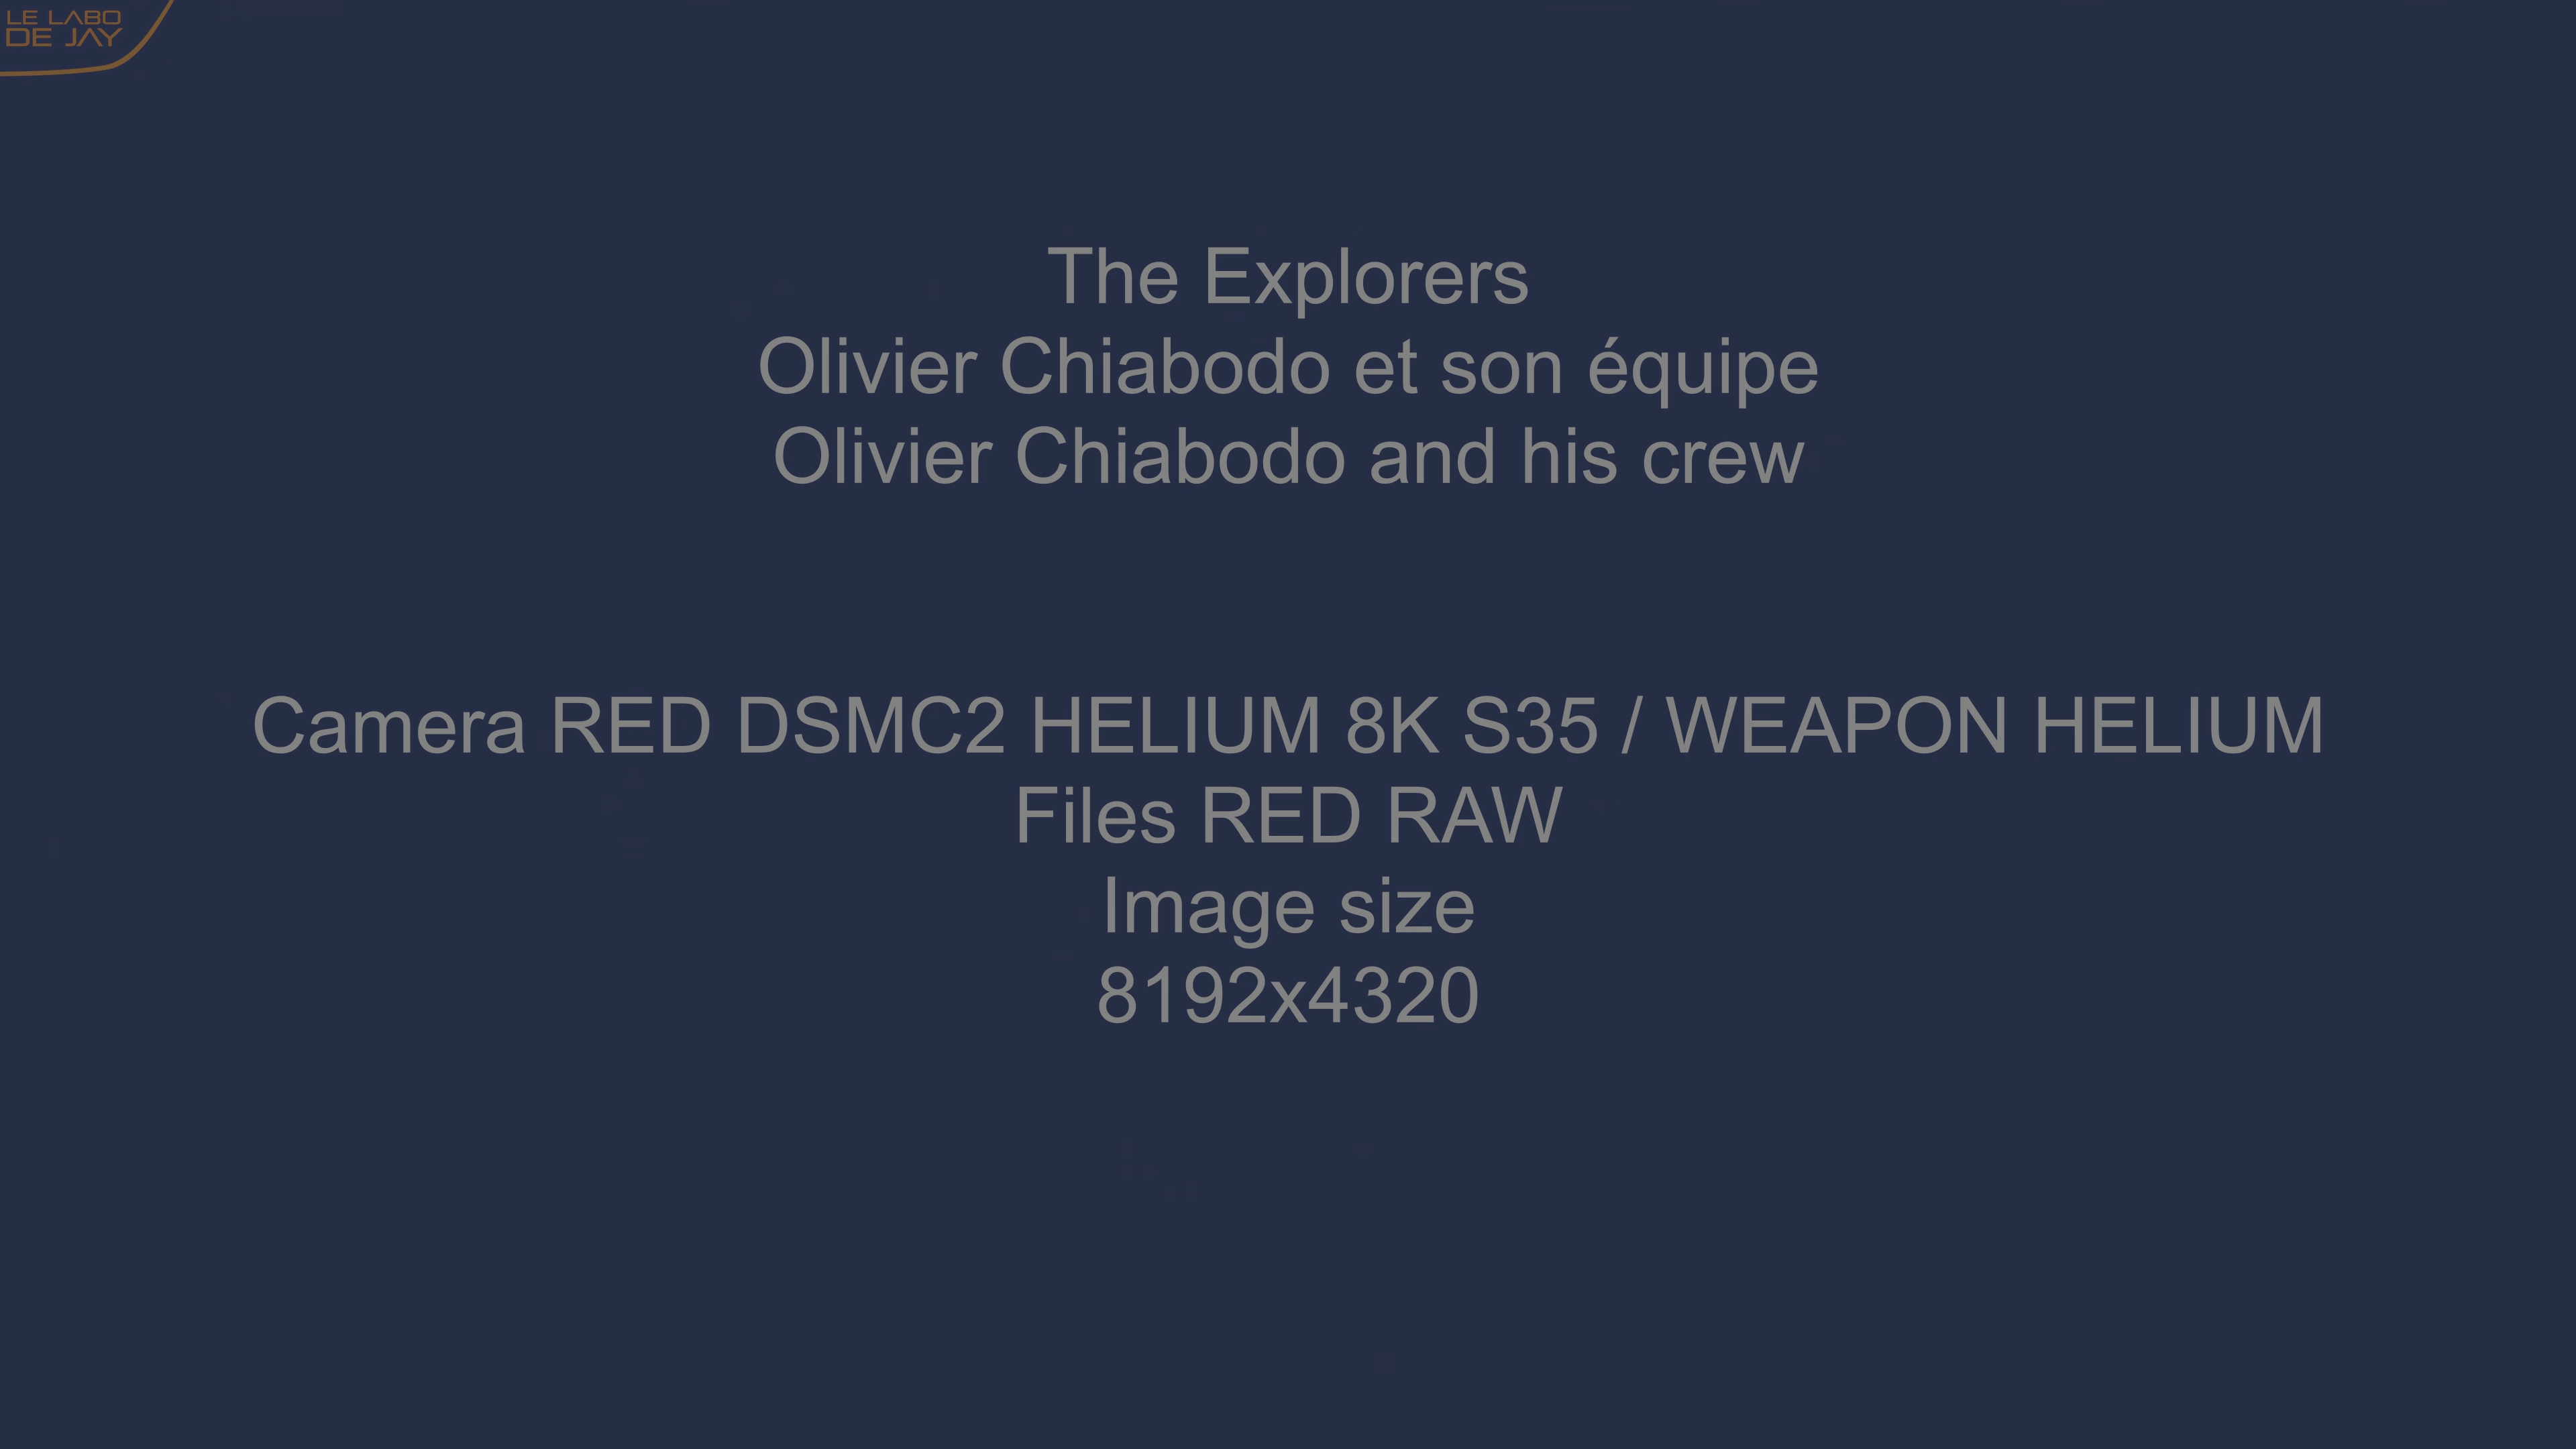 LE LABO
DE JAY
The Explorers
Olivier Chiabodo et son équipe
Olivier Chiabodo and his crew
Camera RED DSMC2 HELIUM 8K S35 / WEAPON HELIUM
Files RED RAW
Image size
8192x4320